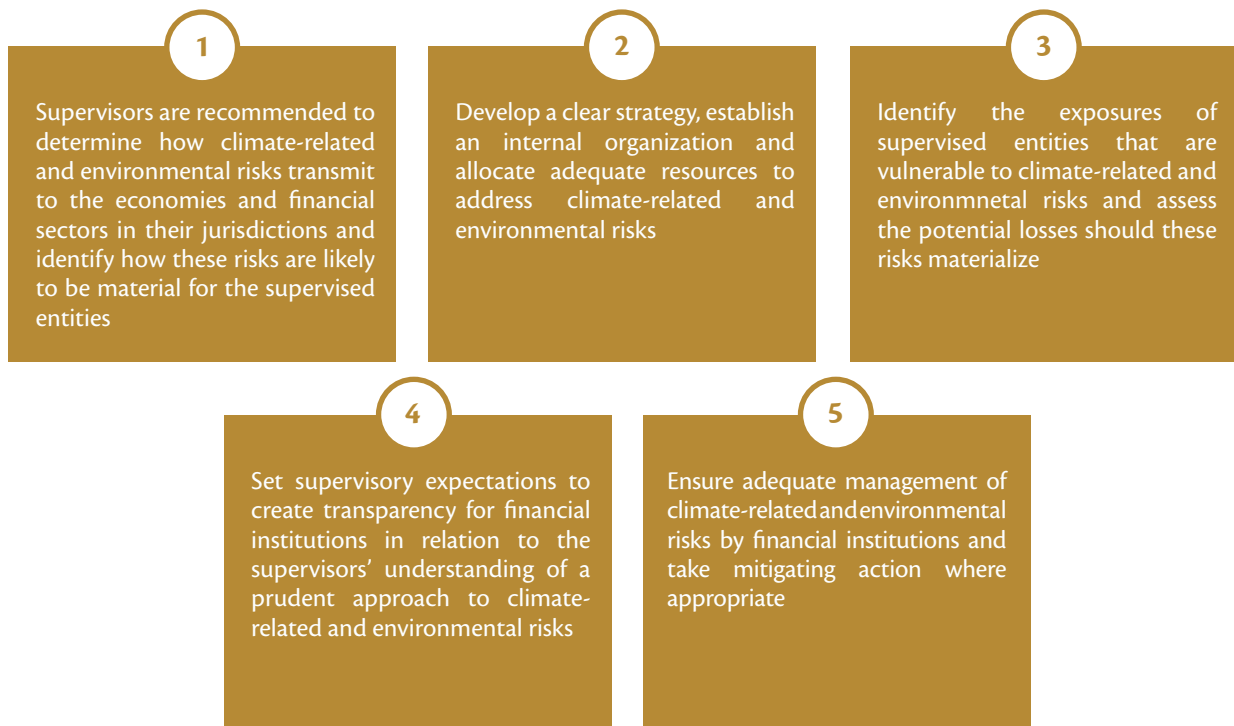 1
Supervisors are recommended to
determine how climate-related
and environmental risks transmit
to the economies and financial
sectors in their jurisdictions and
identify how these risks are likely
to be material for the supervised
entities
2
Develop a clear strategy, establish
an internal organization and
allocate adequate resources to
address climate-related and
environmental risks
3
Identify the exposures of
supervised entities that are
vulnerable to climate-related and
environmnetal risks and assess
the potential losses should these
risks materialize
4
Set supervisory expectations to
create transparency for financial
institutions in relation to the
supervisors’ understanding of a
prudent approach to climate-
related and environmental risks
5
Ensure adequate management of
climate-related and environmental
risks by financial institutions and
take mitigating action where
appropriate